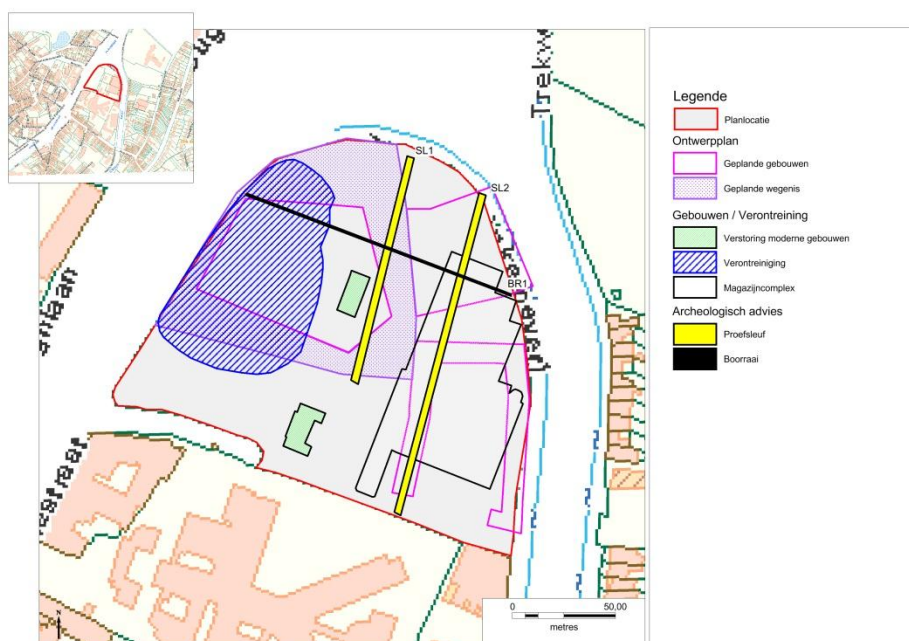 Trekw
SL1
SL2
BR1
0 50,00
metres
N
Legende
Planlocatie
Ontwerpplan
Geplande gebouwen
Geplande wegenis
Gebouwen / Verontreining
Verstoring moderne gebouwen
Verontreiniging
Magazijncomplex
Archeologisch advies
Proefsleuf
Boorraai